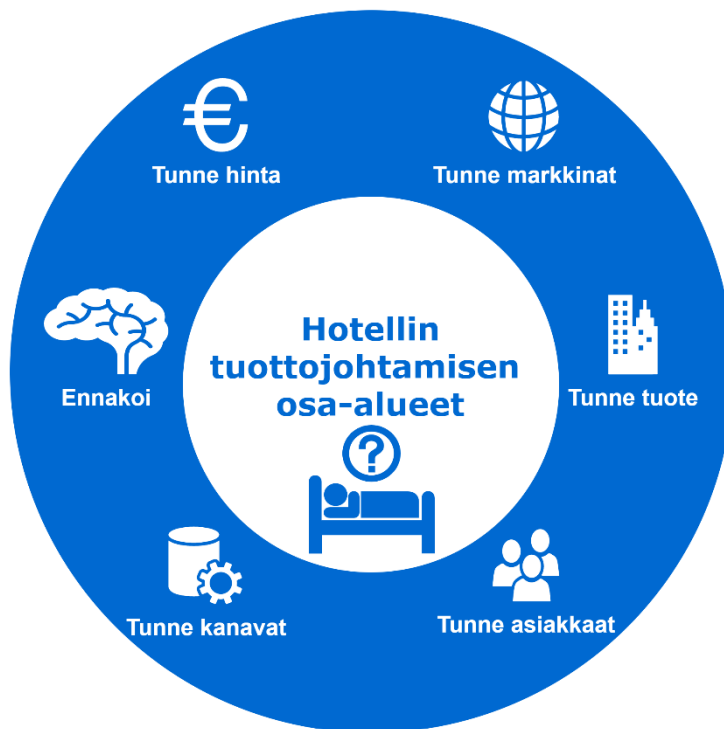 €
Tunne hinta
Tunne markkinat
Ennakoi
Hotellin
tuottojohtamisen
osa-alueet
?
Tunne tuote
Tunne kanavat
Tunne asiakkaat